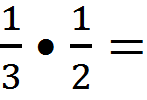 1/3 • 1/2 =